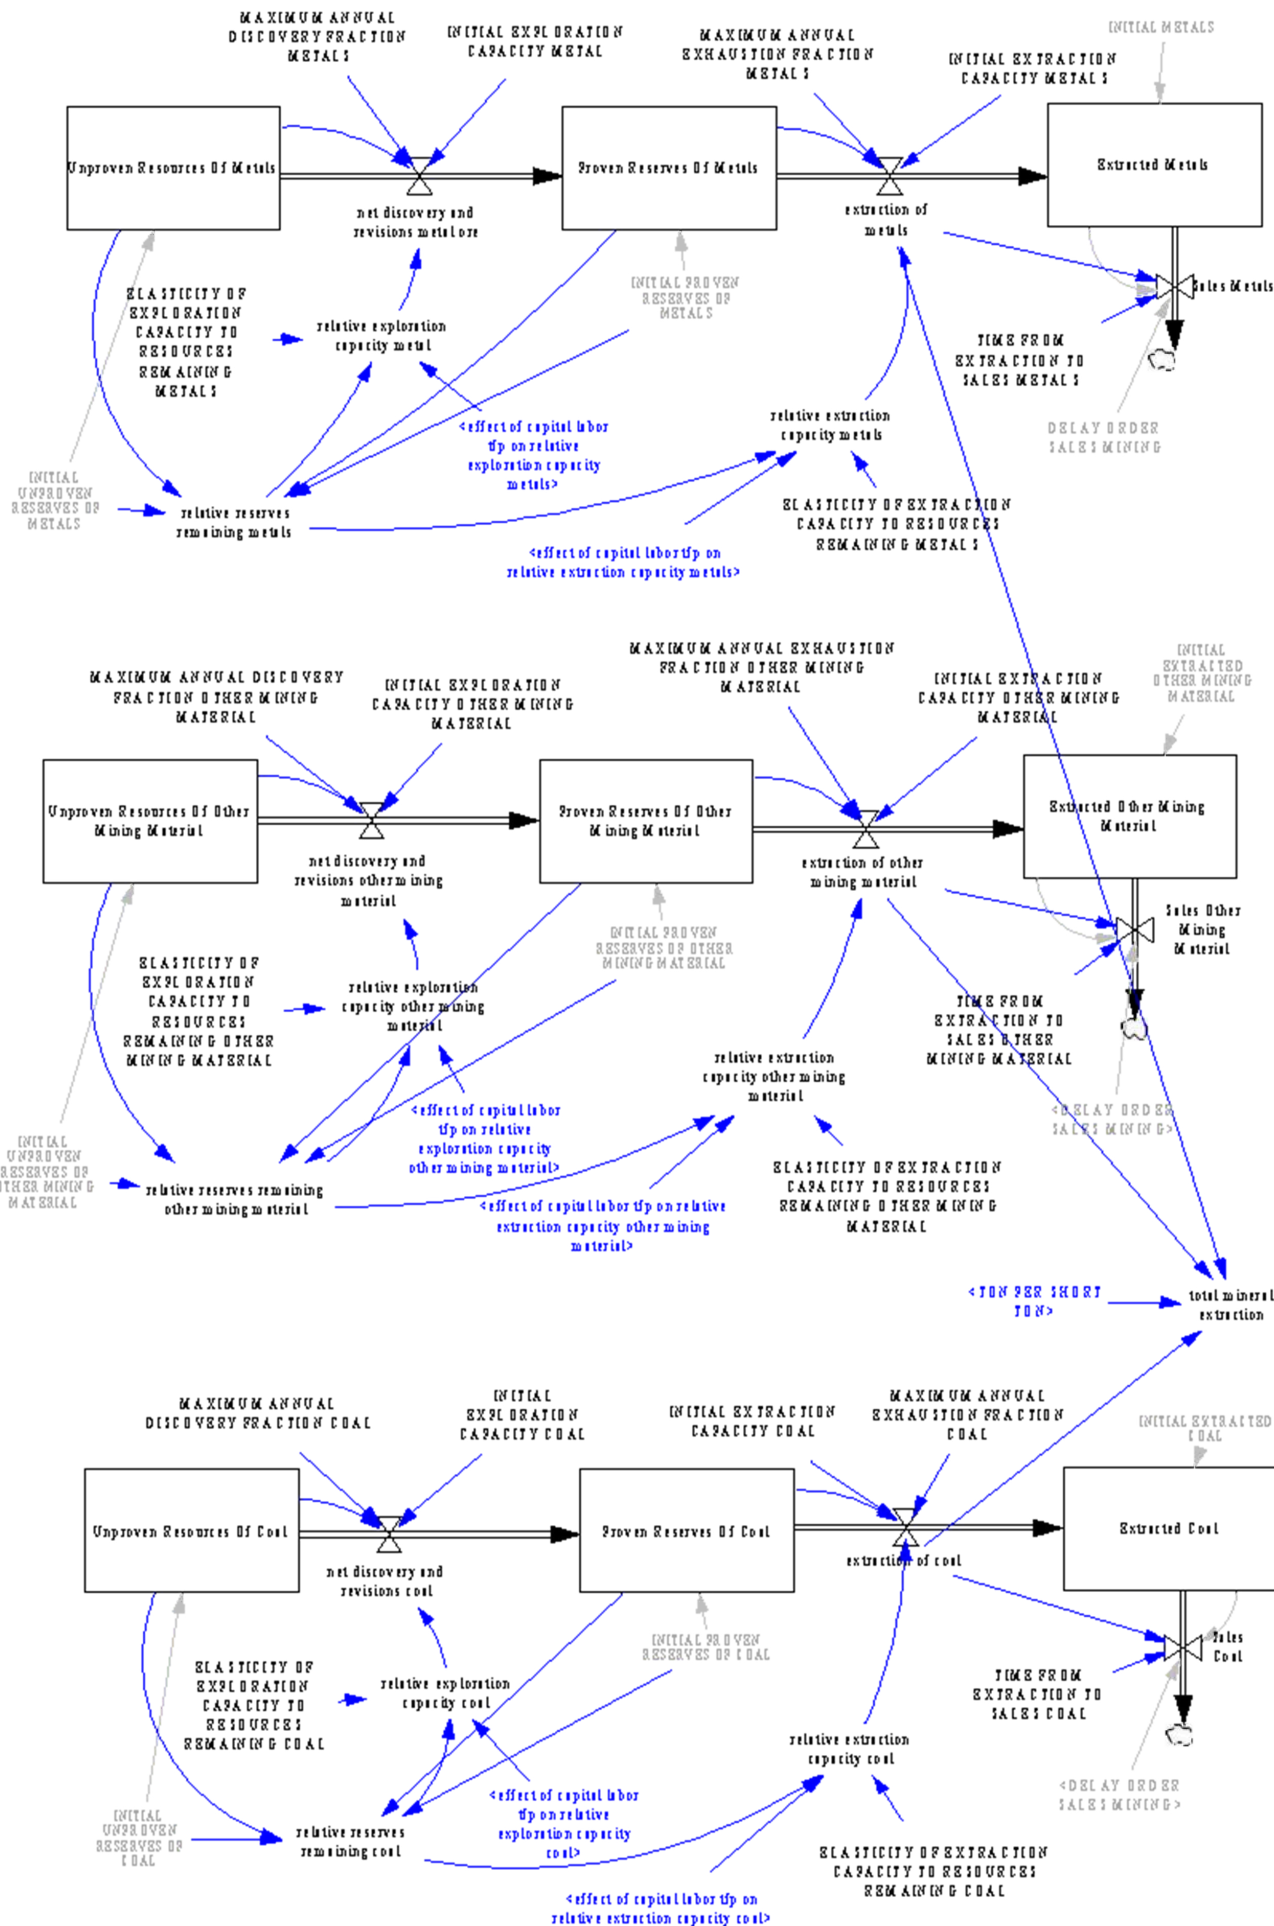 MAXIMUM ANNUAL
DISCOVERY FRACTION
METALS
INITIAL EXPLORATION
CAPACITY METAL
MAXIMUM ANNUAL
EXHAUSTION FRACTION
METALS
INITIAL EXTRACTION
CAPACITY METALS
INITIAL METALS
Unproven Resources Of Metals
Proven Reserves Of Metals
Extracted Metals
net discovery and
revisions metal ore
extraction of
metals
Sales Metals
ELASTICITY OF
EXPLORATION
CAPACITY TO
RESOURCES
REMAINING
METALS
relative exploration
capacity metal
INITIAL PROVEN
RESERVES OF
METALS
TIME FROM
EXTRACTION TO
SALES METALS
<effect of capital labor
tfp on relative
exploration capacity
metals>
relative extraction
capacity metals
DELAY ORDER
SALES MINING
INITIAL
UNPROVEN
RESERVES OF
METALS
relative reserves
remaining metals
<effect of capital labor tfp on
relative extraction capacity metals>
ELASTICITY OF EXTRACTION
CAPACITY TO RESOURCES
REMAINING METALS
MAXIMUM ANNUAL DISCOVERY
FRACTION OTHER MINING
MATERIAL
INITIAL EXPLORATION
CAPACITY OTHER MINING
MATERIAL
MAXIMUM ANNUAL EXHAUSTION
FRACTION OTHER MINING
MATERIAL
INITIAL EXTRACTION
CAPACITY OTHER MINING
MATERIAL
INITIAL
EXTRACTED
OTHER MINING
MATERIAL
Unproven Resources Of Other
Mining Material
Proven Reserves Of Other
Mining Material
Extracted Other Mining
Material
net discovery and
revisions other mining
material
extraction of other
mining material
Sales Other
Mining
Material
ELASTICITY OF
EXPLORATION
CAPACITY TO
RESOURCES
REMAINING OTHER
MINING MATERIAL
relative exploration
capacity other mining
material
INITIAL PROVEN
RESERVES OF OTHER
MINING MATERIAL
TIME FROM
EXTRACTION TO
SALES OTHER
MINING MATERIAL
<effect of capital labor
tfp on relative
exploration capacity
other mining material>
relative extraction
capacity other mining
material
<DELAY ORDER
SALES MINING>
INITIAL
UNPROVEN
RESERVES OF
OTHER MINING
MATERIAL
relative reserves remaining
other mining material
<effect of capital labor tfp on relative
extraction capacity other mining
material>
ELASTICITY OF EXTRACTION
CAPACITY TO RESOURCES
REMAINING OTHER MINING
MATERIAL
<TON PER SHORT
TON>
total mineral
extraction
MAXIMUM ANNUAL
DISCOVERY FRACTION COAL
INITIAL
EXPLORATION
CAPACITY COAL
INITIAL EXTRACTION
CAPACITY COAL
MAXIMUM ANNUAL
EXHAUSTION FRACTION
COAL
INITIAL EXTRACTED
COAL
Unproven Resources Of Coal
Proven Reserves Of Coal
Extracted Coal
net discovery and
revisions coal
extraction of coal
Sales
Coal
ELASTICITY OF
EXPLORATION
CAPACITY TO
RESOURCES
REMAINING COAL
relative exploration
capacity coal
INITIAL PROVEN
RESERVES OF COAL
TIME FROM
EXTRACTION TO
SALES COAL
<effect of capital labor
tfp on relative
exploration capacity
coal>
relative extraction
capacity coal
<DELAY ORDER
SALES MINING>
INITIAL
UNPROVEN
RESERVES OF
COAL
relative reserves
remaining coal
<effect of capital labor tfp on
relative extraction capacity coal>
ELASTICITY OF EXTRACTION
CAPACITY TO RESOURCES
REMAINING COAL